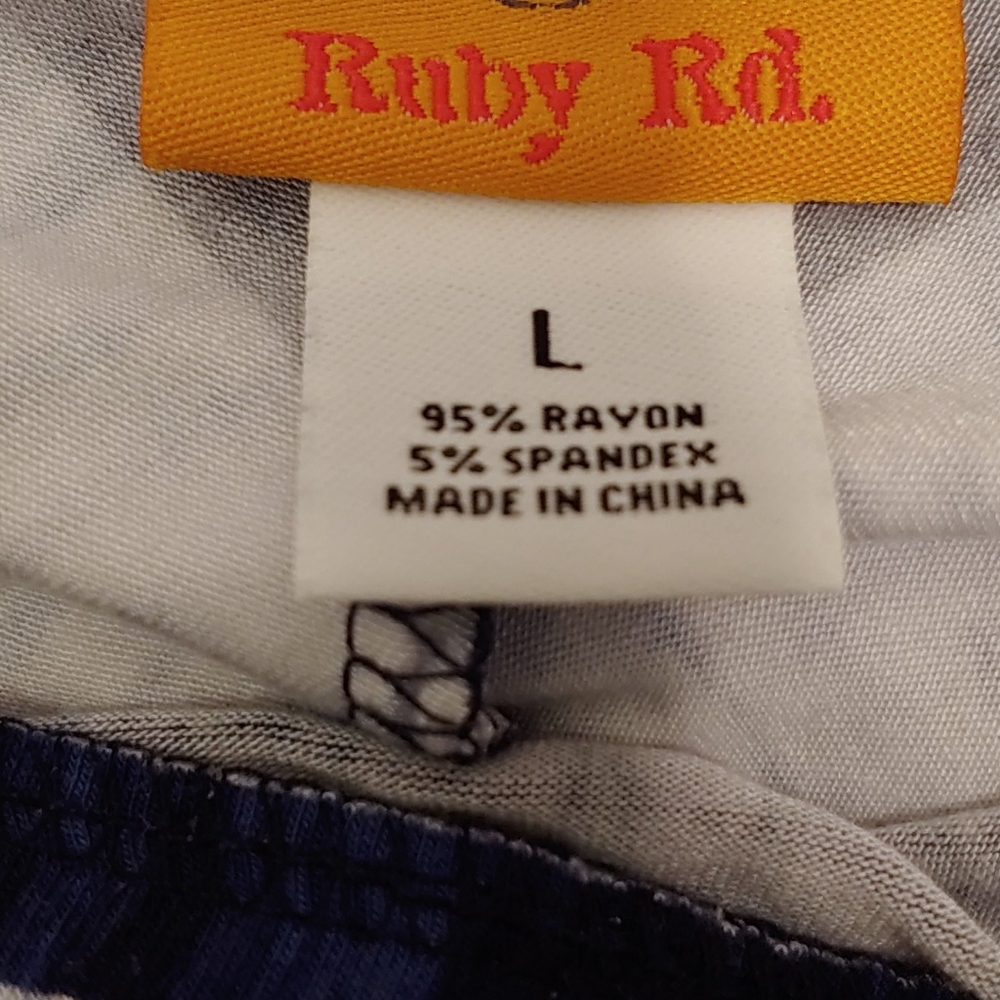 Ruby Rd.
L
95% RAYON
5% SPANDEX
MADE IN CHINA